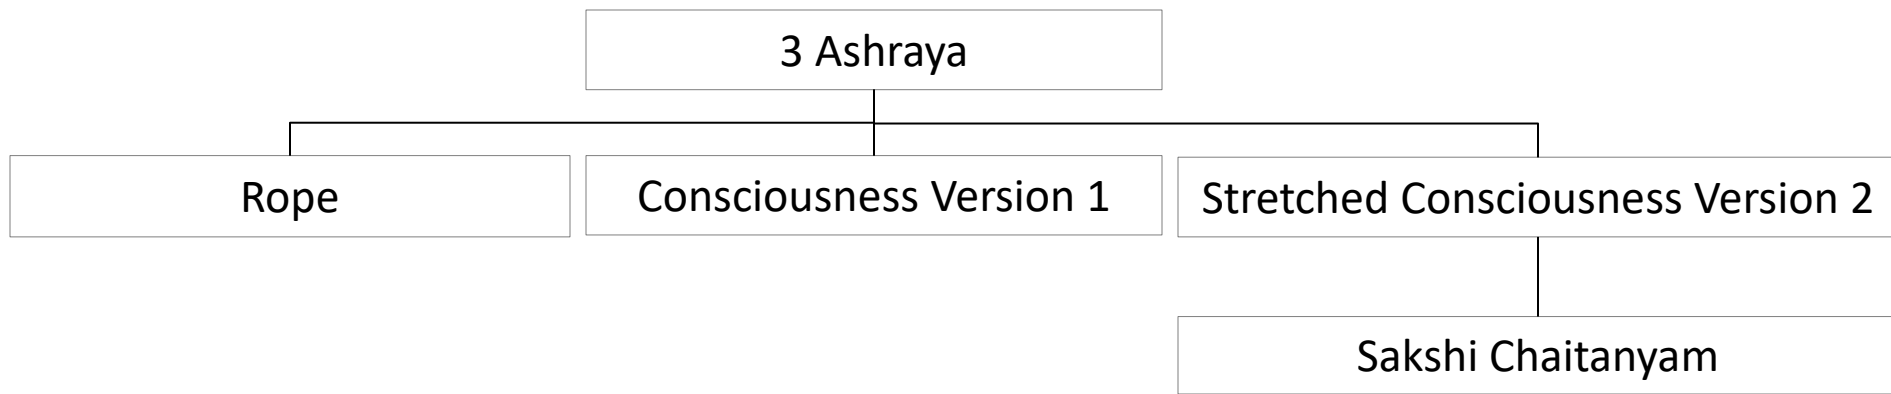 3 Ashraya
Rope
Consciousness Version 1
Stretched Consciousness Version 2
Sakshi Chaitanyam